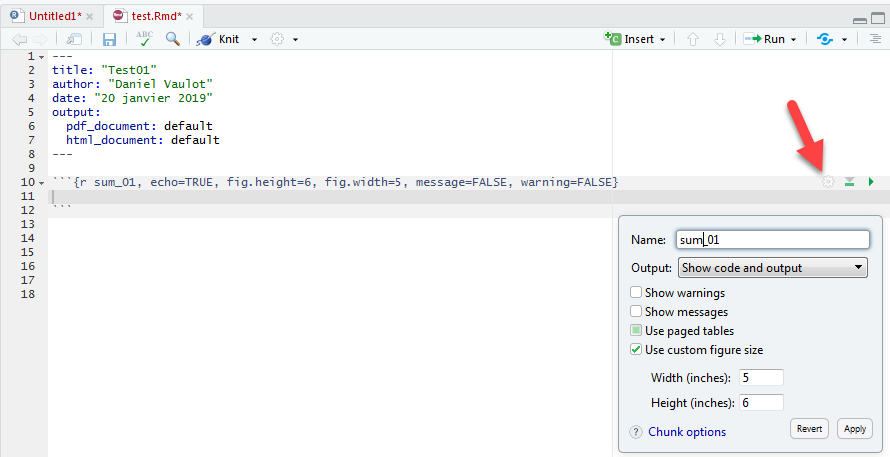 Untitled1* × test.Rmd* ×
ABC Knit Insert Run
1 ---
2 title: "Test01"
3 author: "Daniel Vaulot"
4 date: "20 janvier 2019"
5 output:
6 pdf_document: default
7 html_document: default
8 ---
9
10 ```{r sum_01, echo=TRUE, fig.height=6, fig.width=5, message=FALSE, warning=FALSE}
11
12 ```
13
14
15
16
17
18
Name: sum_01
Output: Show code and output
Show warnings
Show messages
Use paged tables
Use custom figure size
Width (inches): 5
Height (inches): 6
? Chunk options Revert Apply